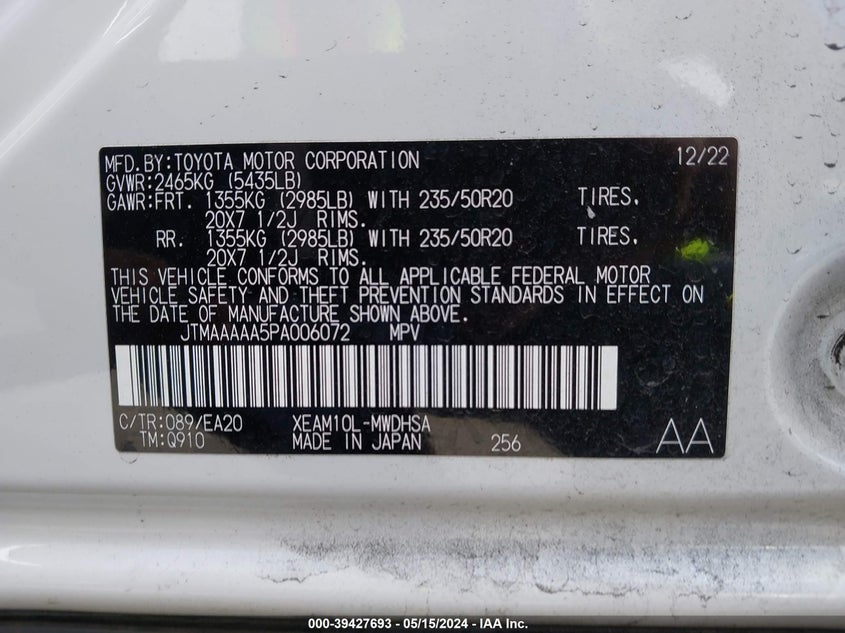 MFD.BY:TOYOTA MOTOR CORPORATION 12/22
GVWR:2465KG (5435LB)
GAWR:FRT. 1355KG (2985LB) WITH 235/50R20 TIRES.
20X7 1/2J RIMS.
RR. 1355KG (2985LB) WITH 235/50R20 TIRES.
20X7 1/2J RIMS.
THIS VEHICLE CONFORMS TO ALL APPLICABLE FEDERAL MOTOR
VEHICLE SAFETY AND THEFT PREVENTION STANDARDS IN EFFECT ON
THE DATE OF MANUFACTURE SHOWN ABOVE.
JTMAAAAA5PA006072 MPV
C/TR:089/EA20 XEAM10L-MWDHSA
TM:Q910 MADE IN JAPAN 256 AA
000-39427693 - 05/15/2024 - IAA Inc.